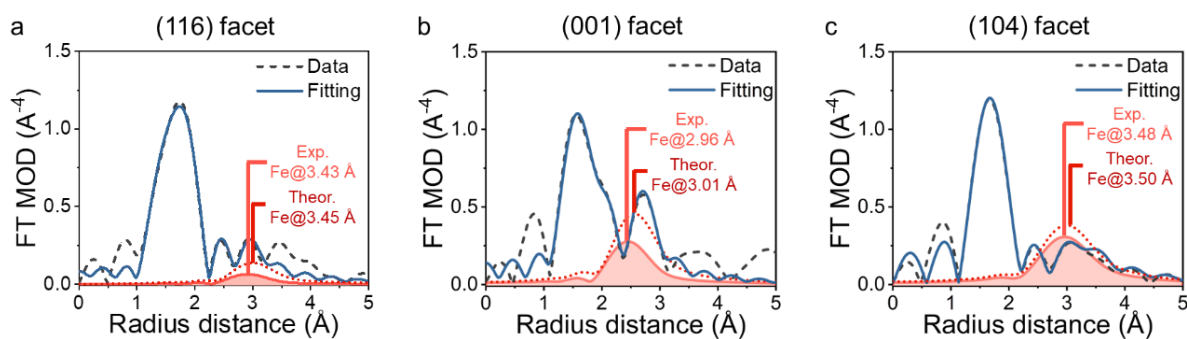 a
(116) facet
1.5
1.0
0.5
0.0
FT MOD (A⁻⁴)
Data
Fitting
Exp.
Fe@3.43 Å
Theor.
Fe@3.45 Å
0 1 2 3 4 5
Radius distance (Å)
b
(001) facet
1.5
1.0
0.5
0.0
FT MOD (A⁻⁴)
Data
Fitting
Exp.
Fe@2.96 Å
Theor.
Fe@3.01 Å
0 1 2 3 4 5
Radius distance (Å)
c
(104) facet
1.5
1.0
0.5
0.0
FT MOD (A⁻⁴)
Data
Fitting
Exp.
Fe@3.48 Å
Theor.
Fe@3.50 Å
0 1 2 3 4 5
Radius distance (Å)